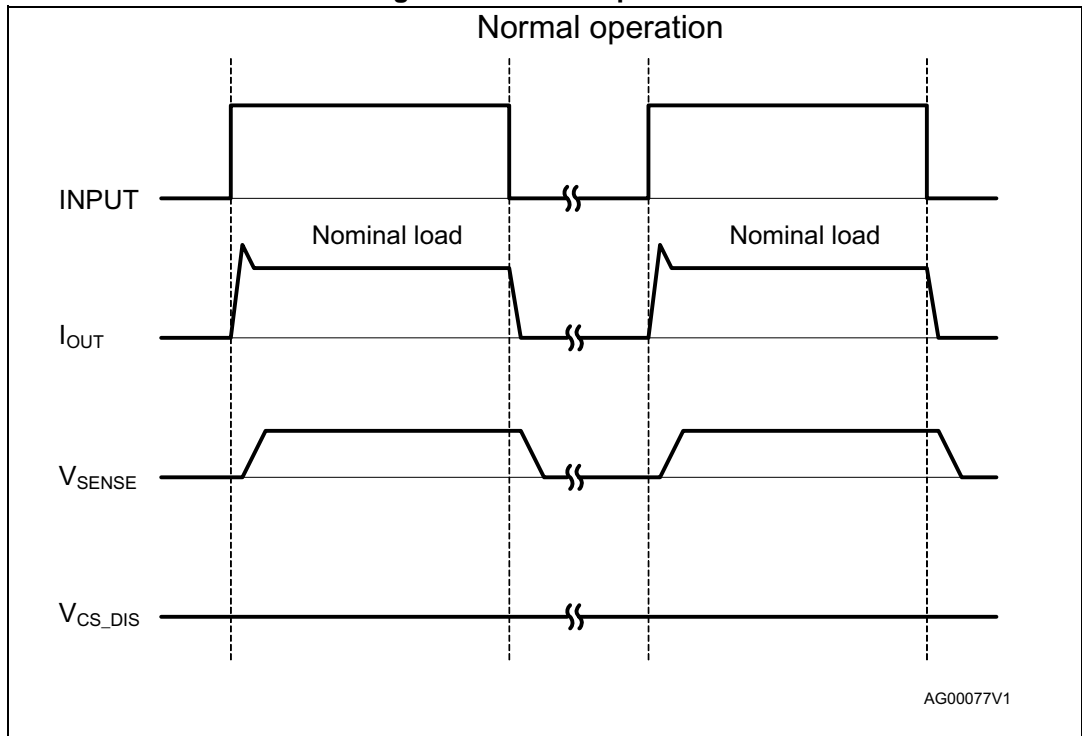 Normal operation
INPUT
Nominal load Nominal load
IOUT
VSENSE
VCS_DIS
AG00077V1